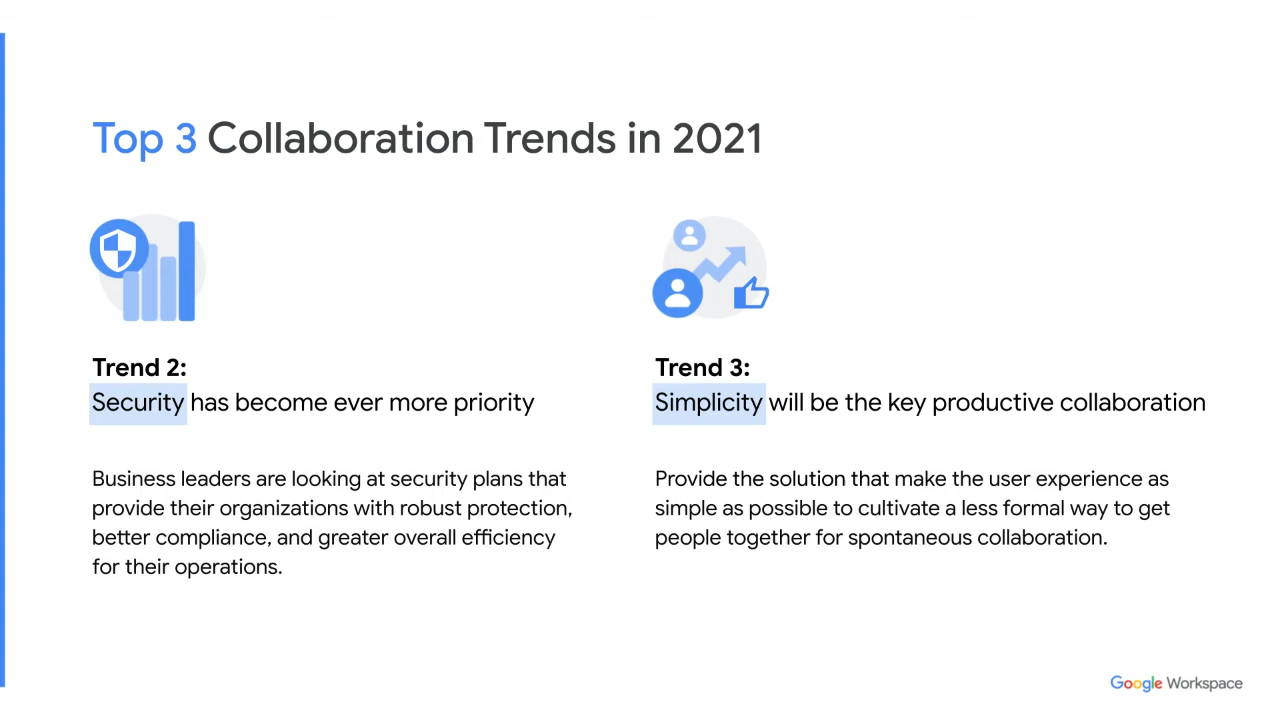 Top 3 Collaboration Trends in 2021
Trend 2:
Security has become ever more priority
Business leaders are looking at security plans that
provide their organizations with robust protection,
better compliance, and greater overall efficiency
for their operations.
Trend 3:
Simplicity will be the key productive collaboration
Provide the solution that make the user experience as
simple as possible to cultivate a less formal way to get
people together for spontaneous collaboration.
Google Workspace